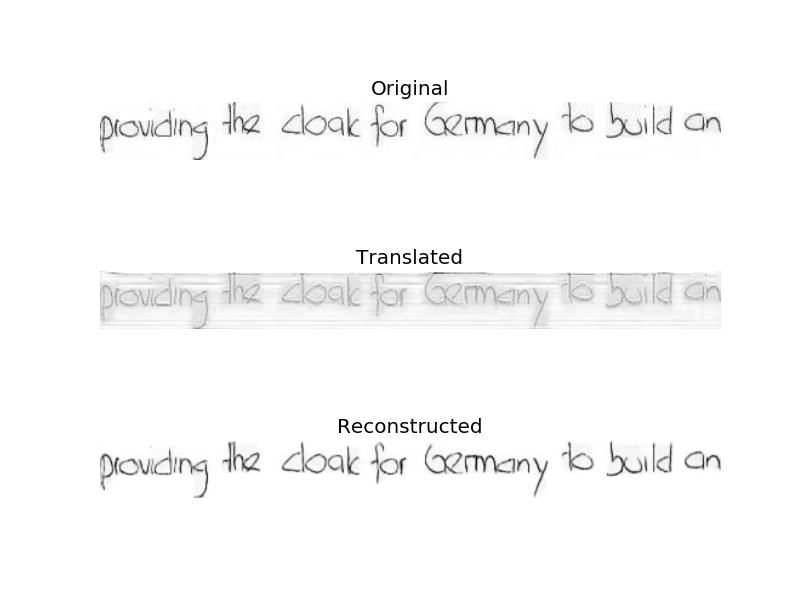 Original
providing the cloak for Germany to build an
Translated
providing the cloak for Germany to build an
Reconstructed
providing the cloak for Germany to build an